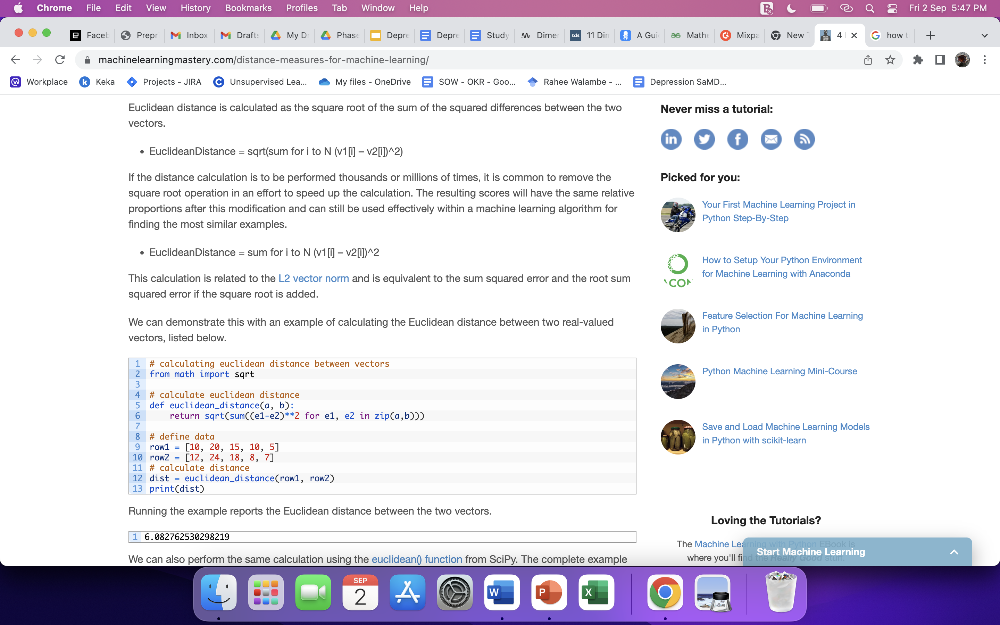 Chrome File Edit View History Bookmarks Profiles Tab Window Help Fri 2 Sep 5:47 PM
Faceb Prepri Inbox Drafts My Dr Phase Depre Depre Study Dimer tds 11 Dim A Gui Mathe Mixpa New T 4 how t
machinelearningmastery.com/distance-measures-for-machine-learning/
Workplace Keka Projects - JIRA Unsupervised Lea... My files - OneDrive SOW - OKR - Goo... Rahee Walambe - ... Depression SaMD...
Euclidean distance is calculated as the square root of the sum of the squared differences between the two
vectors.
• EuclideanDistance = sqrt(sum for i to N (v1[i] – v2[i])^2)
If the distance calculation is to be performed thousands or millions of times, it is common to remove the
square root operation in an effort to speed up the calculation. The resulting scores will have the same relative
proportions after this modification and can still be used effectively within a machine learning algorithm for
finding the most similar examples.
• EuclideanDistance = sum for i to N (v1[i] – v2[i])^2
This calculation is related to the L2 vector norm and is equivalent to the sum squared error and the root sum
squared error if the square root is added.
We can demonstrate this with an example of calculating the Euclidean distance between two real-valued
vectors, listed below.
1 # calculating euclidean distance between vectors
2 from math import sqrt
3
4 # calculate euclidean distance
5 def euclidean_distance(a, b):
6     return sqrt(sum((e1-e2)**2 for e1, e2 in zip(a,b)))
7
8 # define data
9 row1 = [10, 20, 15, 10, 5]
10 row2 = [12, 24, 18, 8, 7]
11 # calculate distance
12 dist = euclidean_distance(row1, row2)
13 print(dist)
Running the example reports the Euclidean distance between the two vectors.
1 6.082762530298219
We can also perform the same calculation using the euclidean() function from SciPy. The complete example
Never miss a tutorial:
Picked for you:
Your First Machine Learning Project in
Python Step-By-Step
How to Setup Your Python Environment
for Machine Learning with Anaconda
Feature Selection For Machine Learning
in Python
Python Machine Learning Mini-Course
Save and Load Machine Learning Models
in Python with scikit-learn
Loving the Tutorials?
The Machine Learning with Python EBook is
where you'll find the Really Good stuff.
Start Machine Learning
SEP
2
W
P
X